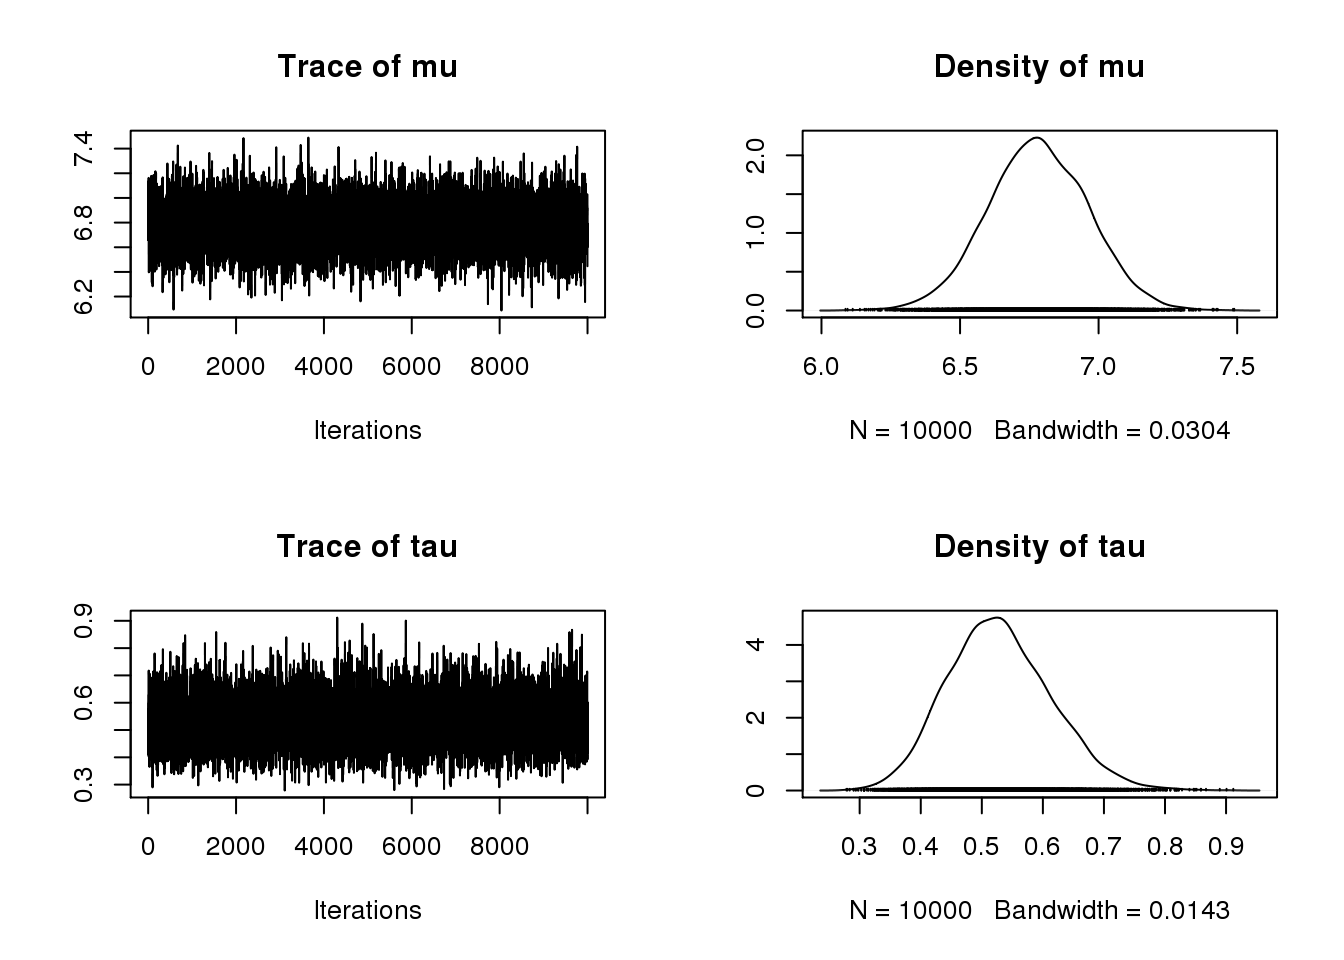 Trace of mu
7.4
6.8
6.2
0 2000 4000 6000 8000
Iterations
Density of mu
2.0
1.0
0.0
6.0 6.5 7.0 7.5
N = 10000 Bandwidth = 0.0304
Trace of tau
0.9
0.6
0.3
0 2000 4000 6000 8000
Iterations
Density of tau
4
2
0
0.3 0.4 0.5 0.6 0.7 0.8 0.9
N = 10000 Bandwidth = 0.0143